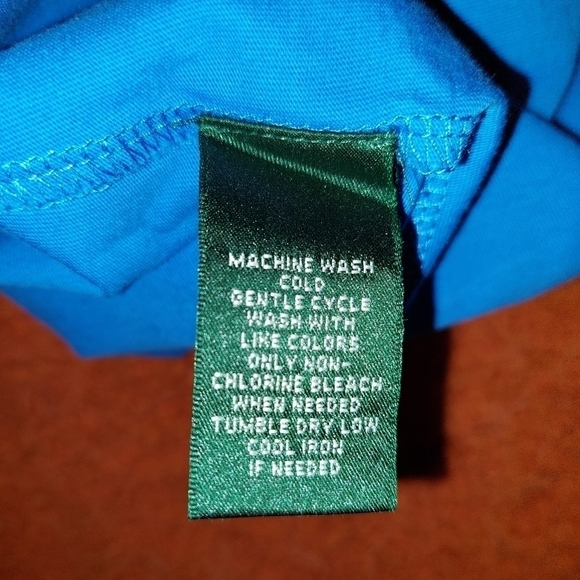 MACHINE WASH
COLD
GENTLE CYCLE
WASH WITH
LIKE COLORS
ONLY NON-
CHLORINE BLEACH
WHEN NEEDED
TUMBLE DRY LOW
COOL IRON
IF NEEDED